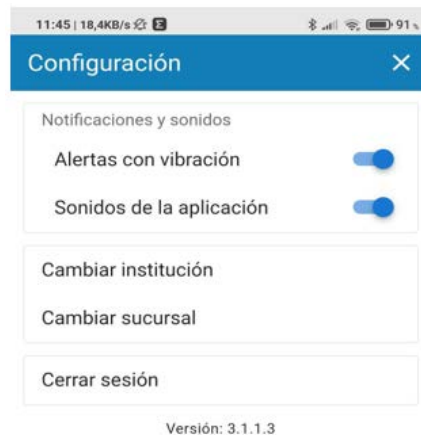 11:45 | 18,4KB/s 91%
Configuración
Notificaciones y sonidos
Alertas con vibración
Sonidos de la aplicación
Cambiar institución
Cambiar sucursal
Cerrar sesión
Versión: 3.1.1.3